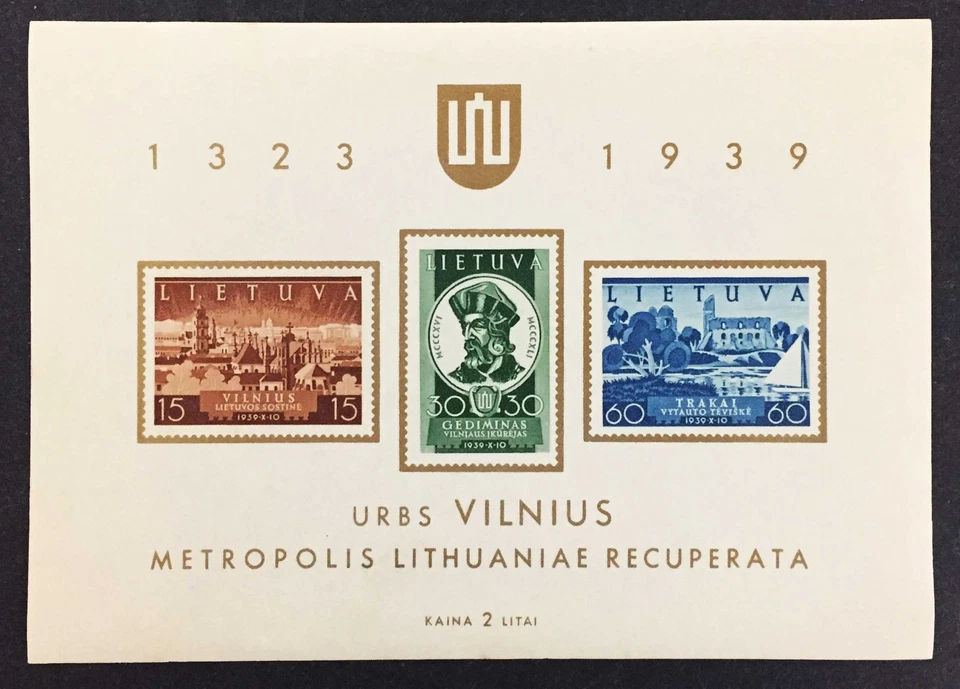 1323 1939
LIETUVA
VILNIUS
LIETUVOS SOSTINĖ
15 15
1939·X·10
LIETUVA
MCCCXVI MCCCXLI
30 30
GEDIMINAS
VILNIAUS ĮKŪRĖJAS
1939·X·10
LIETUVA
TRAKAI
VYTAUTO TĖVIŠKĖ
60 60
1939·X·10
URBS VILNIUS
METROPOLIS LITHUANIAE RECUPERATA
KAINA 2 LITAI